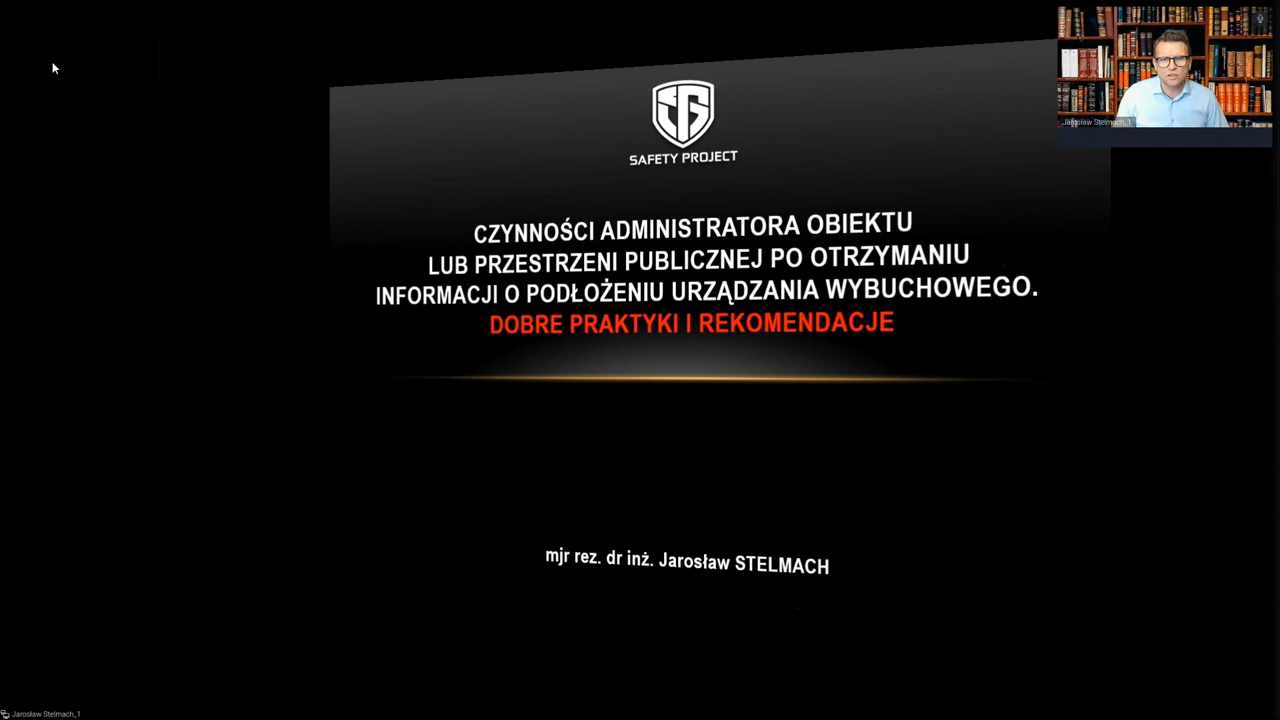 SAFETY PROJECT
CZYNNOŚCI ADMINISTRATORA OBIEKTU
LUB PRZESTRZENI PUBLICZNEJ PO OTRZYMANIU
INFORMACJI O PODŁOŻENIU URZĄDZANIA WYBUCHOWEGO.
DOBRE PRAKTYKI I REKOMENDACJE
mjr rez. dr inż. Jarosław STELMACH
Jarosław Stelmach_1
Jarosław Stelmach_1